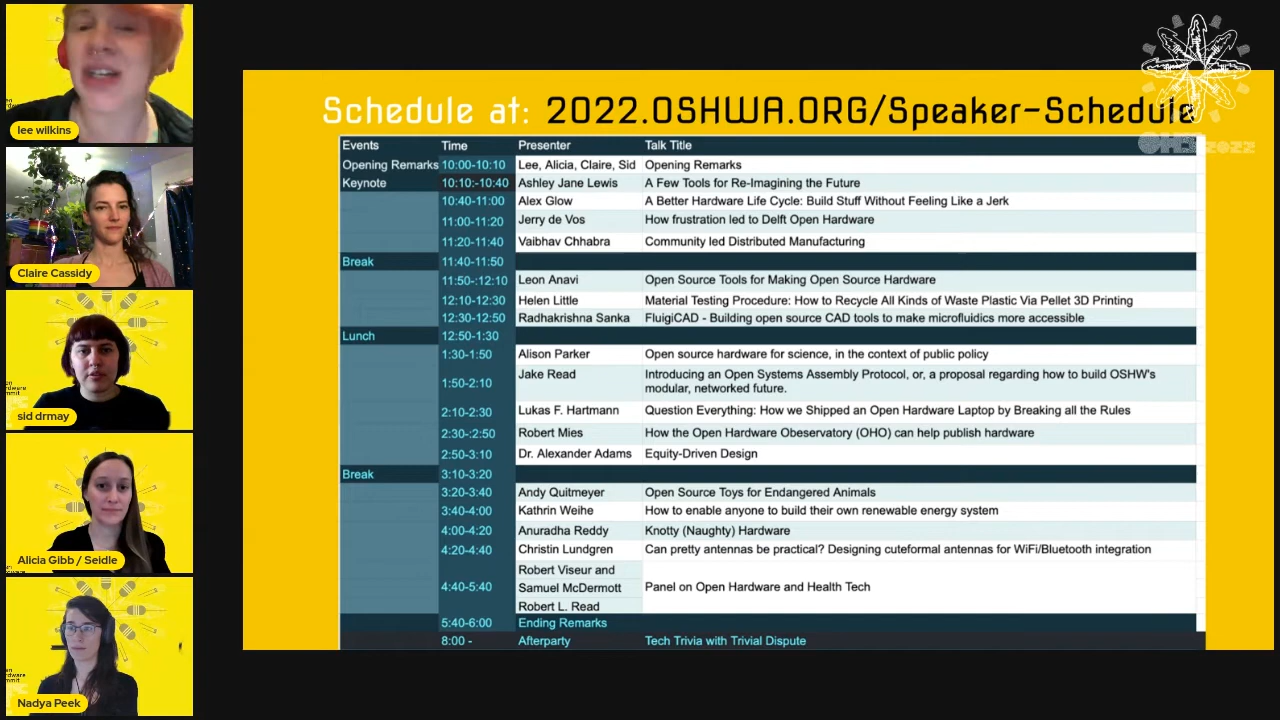 lee wilkins
Claire Cassidy
sid drmay
Alicia Gibb / Seidle
Nadya Peek
Schedule at: 2022.OSHWA.ORG/Speaker-Schedule
OHS 2022
Events Time Presenter Talk Title
Opening Remarks 10:00-10:10 Lee, Alicia, Claire, Sid Opening Remarks
Keynote 10:10:-10:40 Ashley Jane Lewis A Few Tools for Re-Imagining the Future
10:40-11:00 Alex Glow A Better Hardware Life Cycle: Build Stuff Without Feeling Like a Jerk
11:00-11:20 Jerry de Vos How frustration led to Delft Open Hardware
11:20-11:40 Vaibhav Chhabra Community led Distributed Manufacturing
Break 11:40-11:50
11:50-:12:10 Leon Anavi Open Source Tools for Making Open Source Hardware
12:10-12:30 Helen Little Material Testing Procedure: How to Recycle All Kinds of Waste Plastic Via Pellet 3D Printing
12:30-12:50 Radhakrishna Sanka FluigiCAD - Building open source CAD tools to make microfluidics more accessible
Lunch 12:50-1:30
1:30-1:50 Alison Parker Open source hardware for science, in the context of public policy
1:50-2:10 Jake Read Introducing an Open Systems Assembly Protocol, or, a proposal regarding how to build OSHW's
modular, networked future.
2:10-2:30 Lukas F. Hartmann Question Everything: How we Shipped an Open Hardware Laptop by Breaking all the Rules
2:30-:2:50 Robert Mies How the Open Hardware Obeservatory (OHO) can help publish hardware
2:50-3:10 Dr. Alexander Adams Equity-Driven Design
Break 3:10-3:20
3:20-3:40 Andy Quitmeyer Open Source Toys for Endangered Animals
3:40-4:00 Kathrin Weihe How to enable anyone to build their own renewable energy system
4:00-4:20 Anuradha Reddy Knotty (Naughty) Hardware
4:20-4:40 Christin Lundgren Can pretty antennas be practical? Designing cuteformal antennas for WiFi/Bluetooth integration
Robert Viseur and
4:40-5:40 Samuel McDermott Panel on Open Hardware and Health Tech
Robert L. Read
5:40-6:00 Ending Remarks
8:00 - Afterparty Tech Trivia with Trivial Dispute